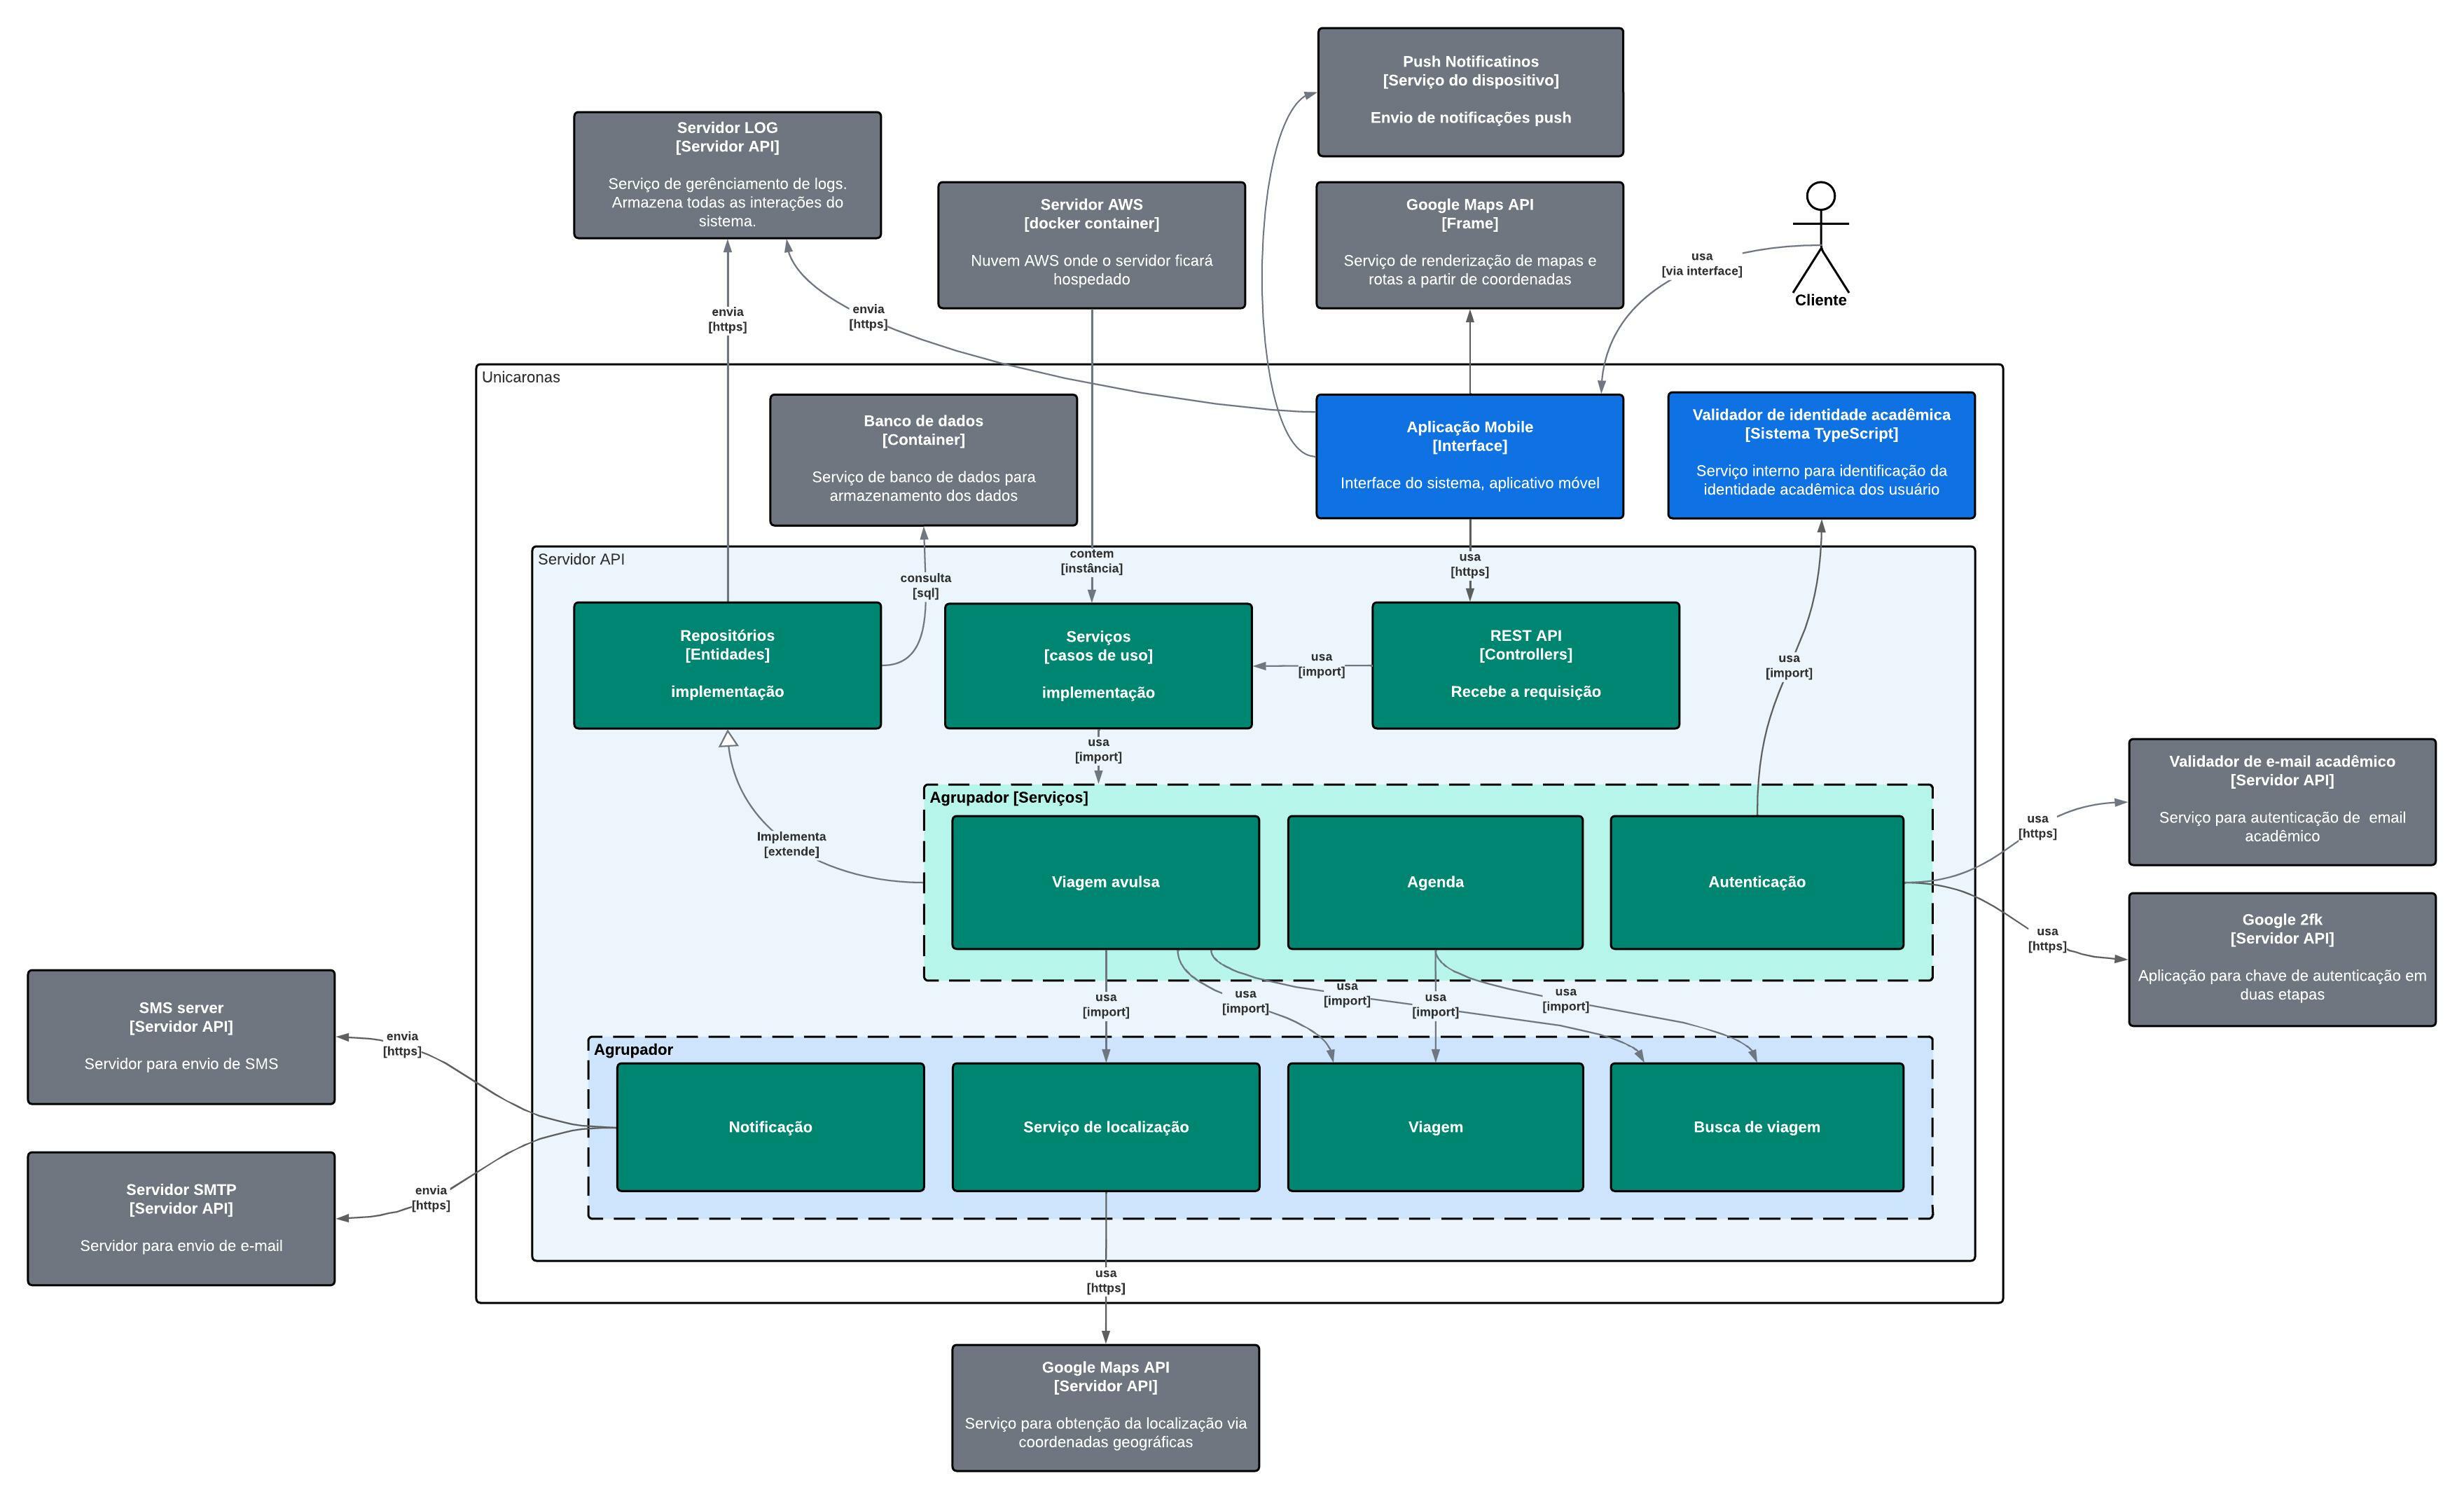 Push Notificatinos
[Serviço do dispositivo]
Envio de notificações push
Servidor LOG
[Servidor API]
Serviço de gerênciamento de logs.
Armazena todas as interações do
sistema.
Servidor AWS
[docker container]
Nuvem AWS onde o servidor ficará
hospedado
Google Maps API
[Frame]
Serviço de renderização de mapas e
rotas a partir de coordenadas
usa
[via interface]
Cliente
envia
[https]
envia
[https]
Unicaronas
Banco de dados
[Container]
Serviço de banco de dados para
armazenamento dos dados
Aplicação Mobile
[Interface]
Interface do sistema, aplicativo móvel
Validador de identidade acadêmica
[Sistema TypeScript]
Serviço interno para identificação da
identidade acadêmica dos usuário
Servidor API
consulta
[sql]
contem
[instância]
usa
[https]
Repositórios
[Entidades]
implementação
Serviços
[casos de uso]
implementação
usa
[import]
REST API
[Controllers]
Recebe a requisição
usa
[import]
usa
[import]
Implementa
[extende]
Agrupador [Serviços]
Viagem avulsa
Agenda
Autenticação
usa
[https]
Validador de e-mail acadêmico
[Servidor API]
Serviço para autenticação de  email
acadêmico
usa
[https]
Google 2fk
[Servidor API]
Aplicação para chave de autenticação em
duas etapas
usa
[import]
usa
[import]
usa
[import]
usa
[import]
usa
[import]
SMS server
[Servidor API]
Servidor para envio de SMS
envia
[https]
Agrupador
Notificação
Serviço de localização
Viagem
Busca de viagem
Servidor SMTP
[Servidor API]
Servidor para envio de e-mail
envia
[https]
usa
[https]
Google Maps API
[Servidor API]
Serviço para obtenção da localização via
coordenadas geográficas